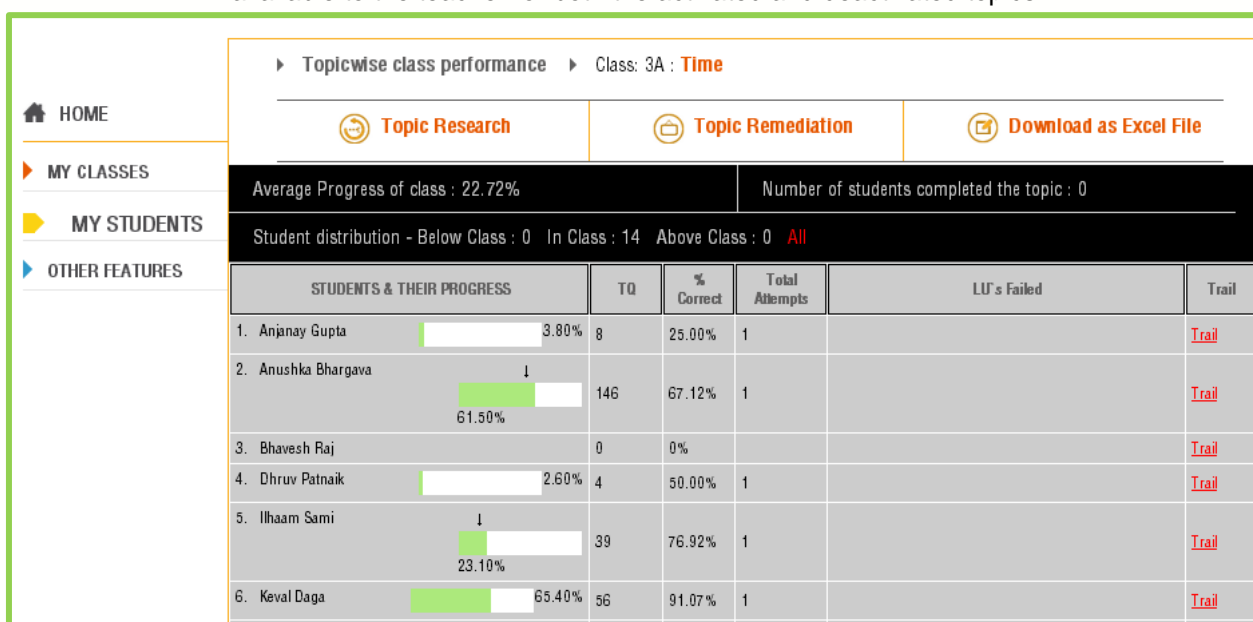 Topicwise class performance Class: 3A : Time
HOME
MY CLASSES
MY STUDENTS
OTHER FEATURES
Topic Research Topic Remediation Download as Excel File
Average Progress of class : 22.72% Number of students completed the topic : 0
Student distribution - Below Class : 0 In Class : 14 Above Class : 0 All
STUDENTS & THEIR PROGRESS TQ % Correct Total Attempts LU's Failed Trail
1. Anjanay Gupta 3.80% 8 25.00% 1 Trail
2. Anushka Bhargava 61.50% 146 67.12% 1 Trail
3. Bhavesh Raj 0 0% Trail
4. Dhruv Patnaik 2.60% 4 50.00% 1 Trail
5. Ilhaam Sami 23.10% 39 76.92% 1 Trail
6. Keval Daga 65.40% 56 91.07% 1 Trail